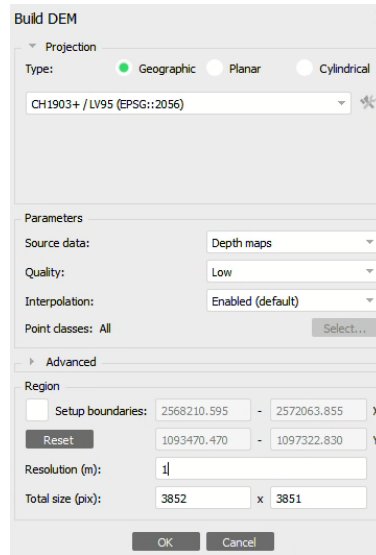 Build DEM
Projection
Type: Geographic Planar Cylindrical
CH1903+ / LV95 (EPSG::2056)
Parameters
Source data: Depth maps
Quality: Low
Interpolation: Enabled (default)
Point classes: All Select...
Advanced
Region
Setup boundaries: 2568210.595 - 2572063.855 X
Reset 1093470.470 - 1097322.830 Y
Resolution (m): 1
Total size (pix): 3852 x 3851
OK Cancel